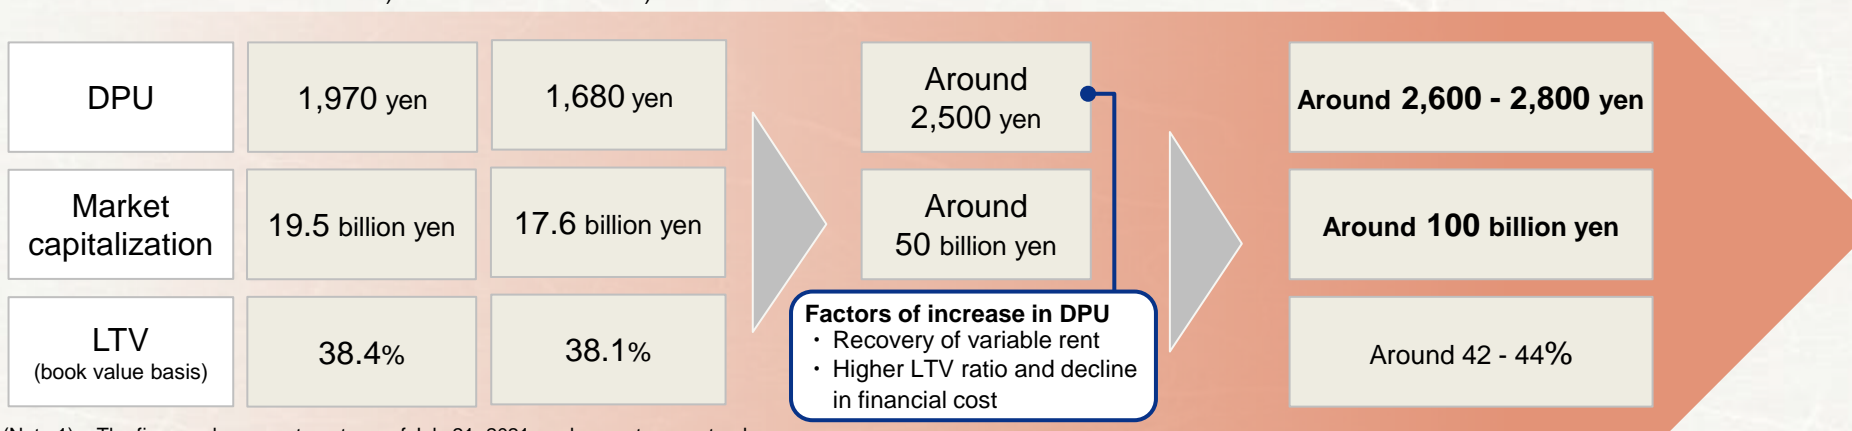 DPU
1,970 yen
1,680 yen
Around
2,500 yen
Around 2,600 - 2,800 yen
Market
capitalization
19.5 billion yen
17.6 billion yen
Around
50 billion yen
Around 100 billion yen
LTV
(book value basis)
38.4%
38.1%
Factors of increase in DPU
・ Recovery of variable rent
・ Higher LTV ratio and decline
in financial cost
Around 42 - 44%